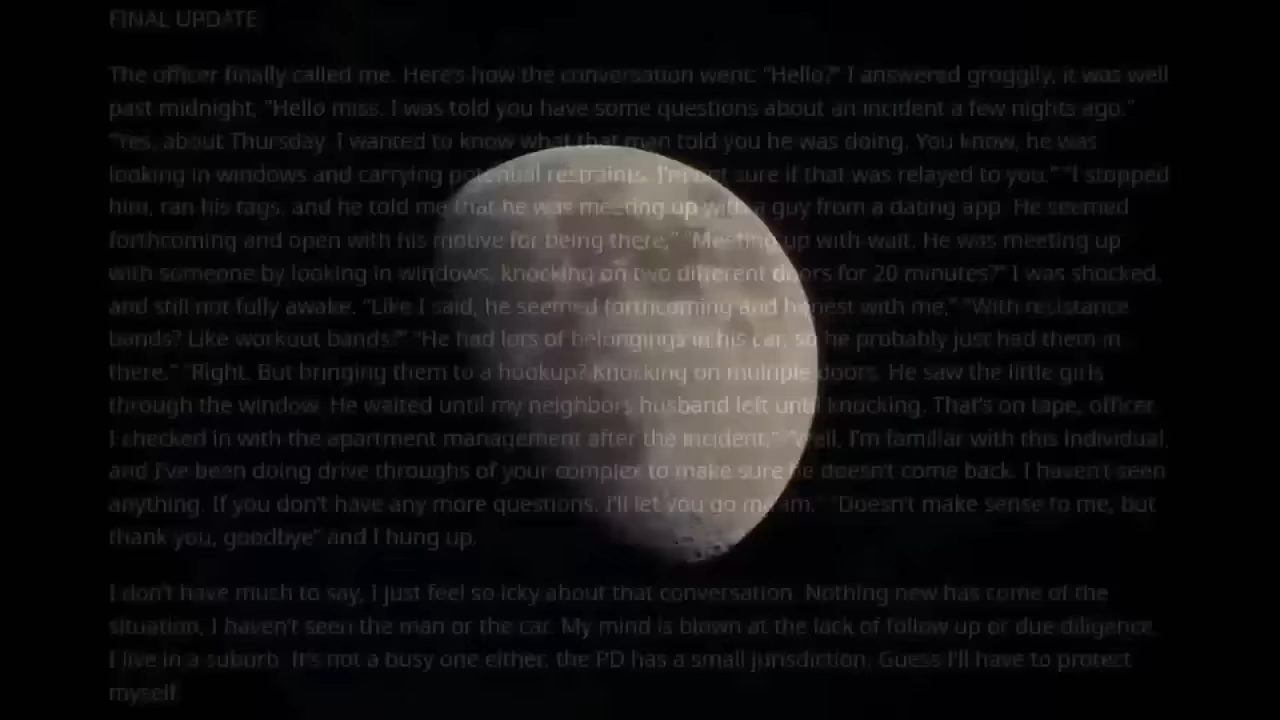 FINAL UPDATE
The officer finally called me. Here's how the conversation went: "Hello?" I answered groggily, it was well
past midnight, "Hello miss. I was told you have some questions about an incident a few nights ago."
"Yes, about Thursday. I wanted to know what that man told you he was doing. You know, he was
looking in windows and carrying potential restraints. I'm not sure if that was relayed to you." "I stopped
him, ran his tags, and he told me that he was meeting up with a guy from a dating app. He seemed
forthcoming and open with his motive for being there," "Meeting up with-wait. He was meeting up
with someone by looking in windows, knocking on two different doors for 20 minutes?" I was shocked,
and still not fully awake. "Like I said, he seemed forthcoming and honest with me," "With resistance
bands? Like workout bands?" "He had lots of belongings in his car, so he probably just had them in
there." "Right. But bringing them to a hookup? Knocking on multiple doors. He saw the little girls
through the window. He waited until my neighbors husband left until knocking. That's on tape, officer.
I checked in with the apartment management after the incident," "Well, I'm familiar with this individual,
and I've been doing drive throughs of your complex to make sure he doesn't come back. I haven't seen
anything. If you don't have any more questions, i'll let you go ma'am." "Doesn't make sense to me, but
thank you, goodbye" and I hung up.
I don't have much to say, I just feel so icky about that conversation. Nothing new has come of the
situation, I haven't seen the man or the car. My mind is blown at the lack of follow up or due diligence.
I live in a suburb. It's not a busy one either, the PD has a small jurisdiction. Guess I'll have to protect
myself.